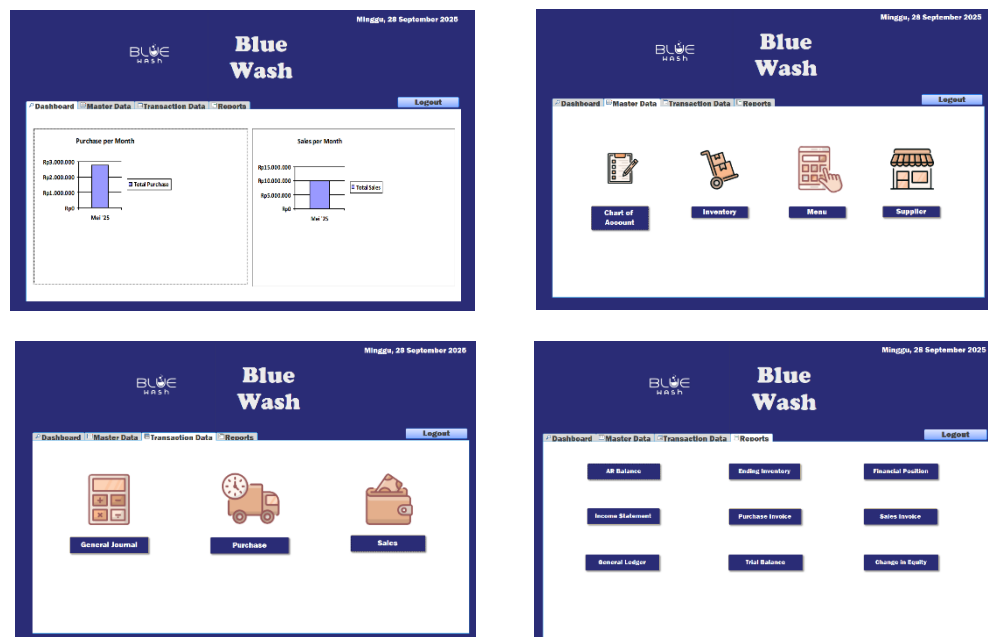 Minggu, 28 September 2025
BLUE
WASH
Blue
Wash
Dashboard Master Data Transaction Data Reports
Logout
Purchase per Month
Rp3.000.000
Rp2.000.000
Rp1.000.000
Rp0
Mei '25
Total Purchase
Sales per Month
Rp15.000.000
Rp10.000.000
Rp5.000.000
Rp0
Mei '25
Total Sales
Minggu, 28 September 2025
BLUE
WASH
Blue
Wash
Dashboard Master Data Transaction Data Reports
Logout
Chart of
Account
Inventory
Menu
Supplier
Minggu, 28 September 2025
BLUE
WASH
Blue
Wash
Dashboard Master Data Transaction Data Reports
Logout
General Journal
Purchase
Sales
Minggu, 28 September 2025
BLUE
WASH
Blue
Wash
Dashboard Master Data Transaction Data Reports
Logout
AR Balance
Ending Inventory
Financial Position
Income Statement
Purchase Invoice
Sales Invoice
General Ledger
Trial Balance
Change in Equity